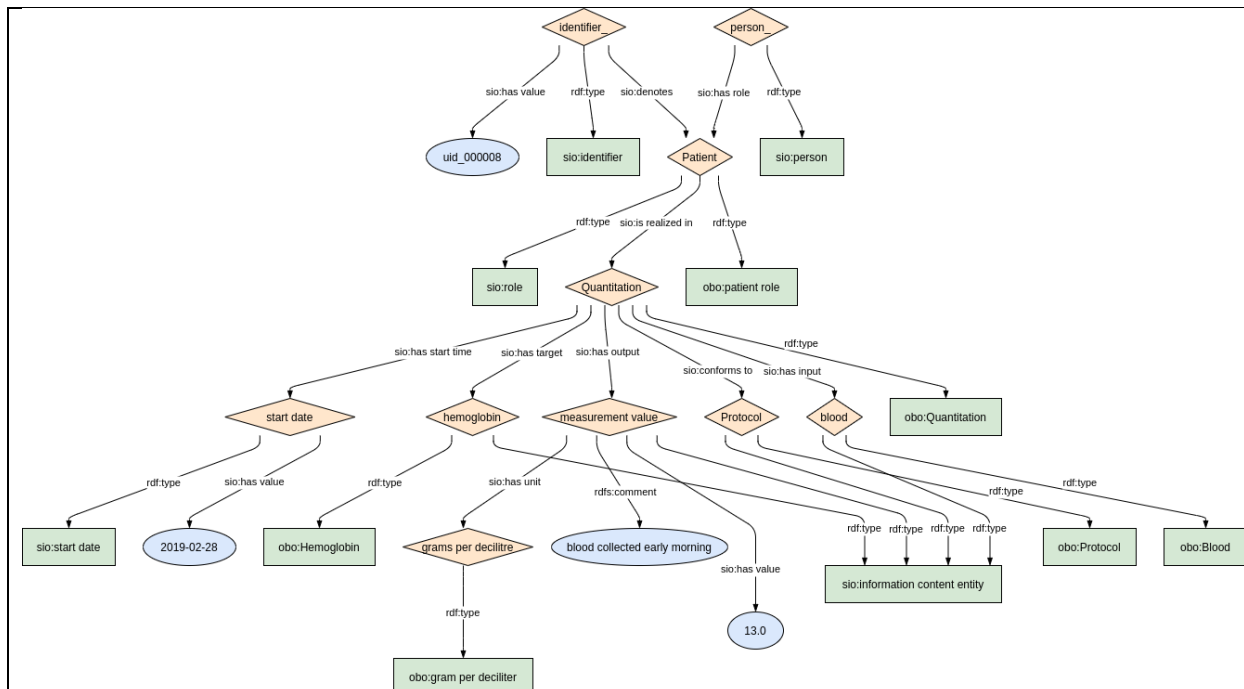 identifier_
person_
sio:has value
rdf:type
sio:denotes
sio:has role
rdf:type
uid_000008
sio:identifier
Patient
sio:person
rdf:type
sio:is realized in
rdf:type
sio:role
Quantitation
obo:patient role
sio:has start time
sio:has target
sio:has output
sio:conforms to
sio:has input
rdf:type
start date
hemoglobin
measurement value
Protocol
blood
obo:Quantitation
rdf:type
sio:has value
rdf:type
sio:has unit
rdfs:comment
rdf:type
rdf:type
rdf:type
rdf:type
rdf:type
rdf:type
sio:start date
2019-02-28
obo:Hemoglobin
grams per decilitre
blood collected early morning
sio:has value
sio:information content entity
obo:Protocol
obo:Blood
rdf:type
13.0
obo:gram per deciliter